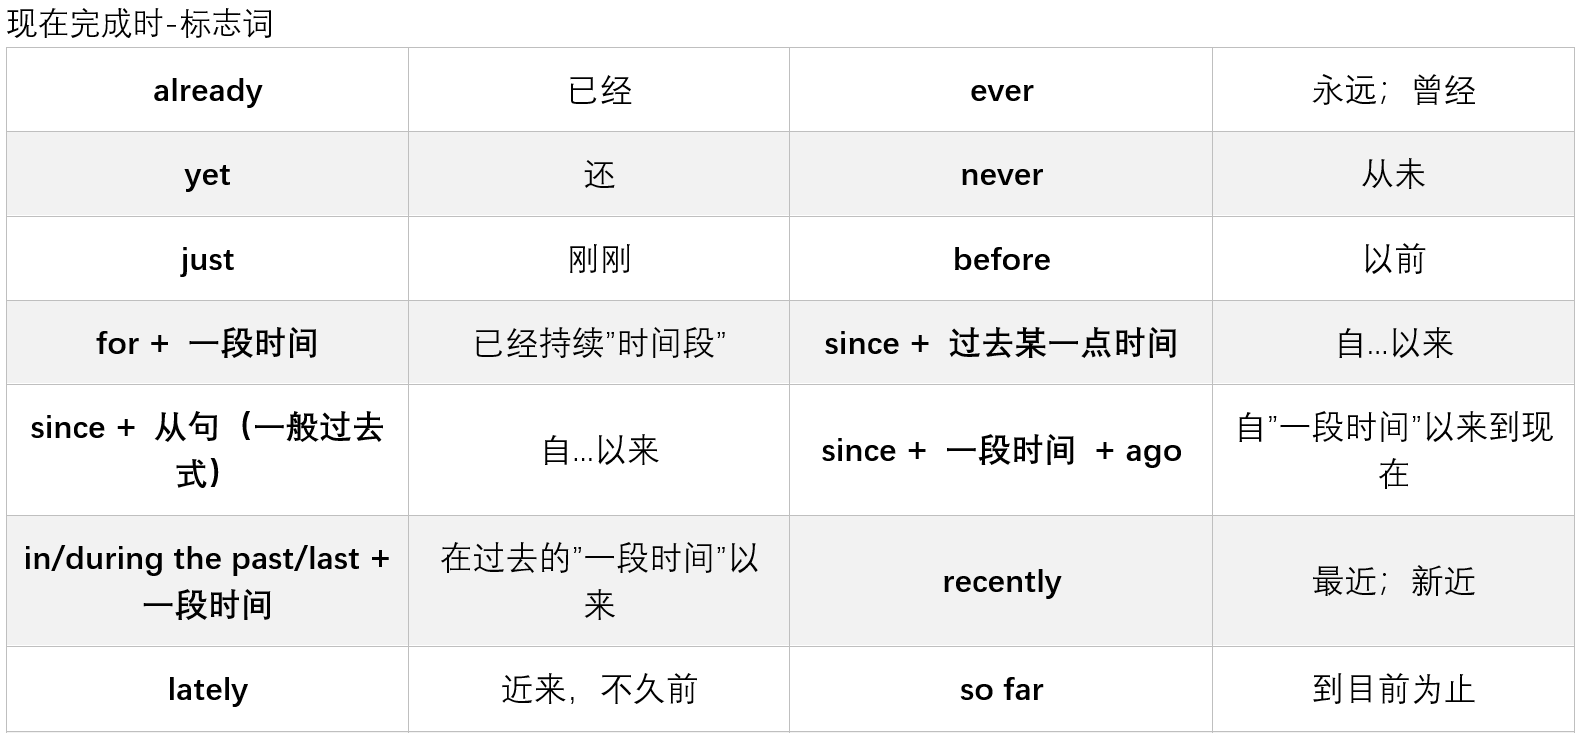 现在完成时-标志词
already 已经 ever 永远；曾经
yet 还 never 从未
just 刚刚 before 以前
for + 一段时间 已经持续”时间段” since + 过去某一点时间 自...以来
since + 从句（一般过去
式） 自...以来 since + 一段时间 + ago 自”一段时间”以来到现
在
in/during the past/last +
一段时间 在过去的”一段时间”以
来 recently 最近；新近
lately 近来，不久前 so far 到目前为止